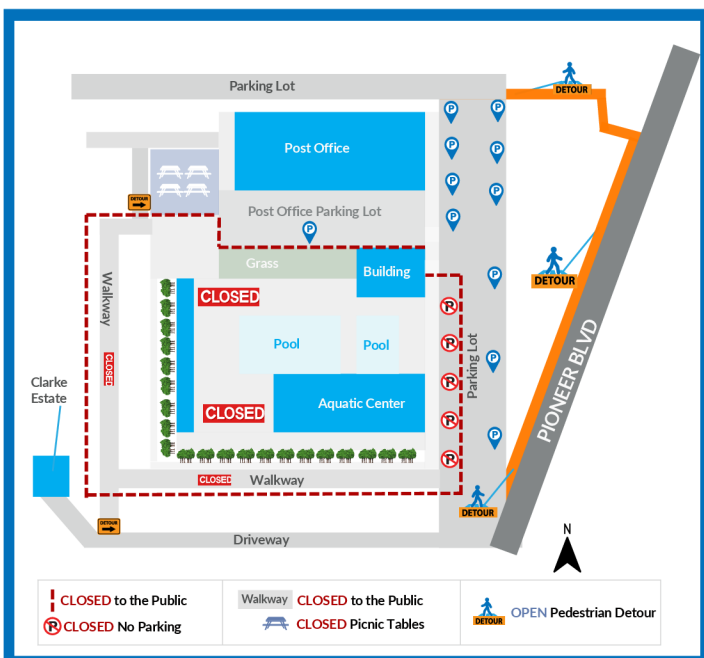 Parking Lot
DETOUR
P
P
Post Office
P
P
P
P
DETOUR
Post Office Parking Lot
P
P
P
Grass
Building
DETOUR
P
Walkway
CLOSED
P
Pool
Pool
P
PIONEER BLVD
Parking Lot
P
CLOSED
P
Clarke
Estate
CLOSED
Aquatic Center
P
P
P
CLOSED
Walkway
DETOUR
DETOUR
Driveway
N
CLOSED to the Public
Walkway
CLOSED to the Public
P
CLOSED No Parking
CLOSED Picnic Tables
DETOUR
OPEN Pedestrian Detour